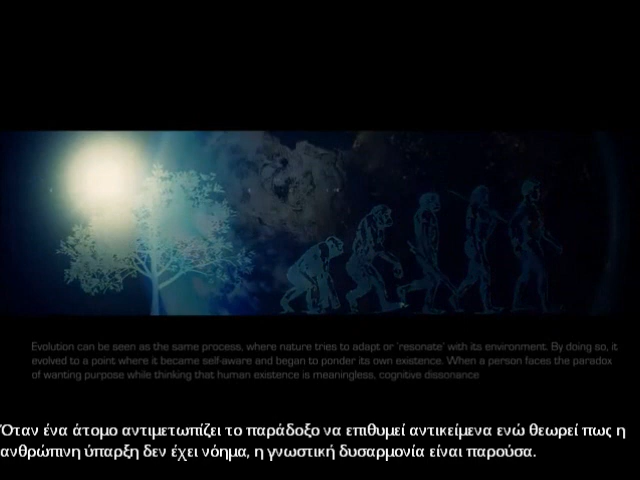 Evolution can be seen as the same process, where nature tries to adapt or 'resonate' with its environment. By doing so, it
evolved to a point where it became self-aware and began to ponder its own existence. When a person faces the paradox
of wanting purpose while thinking that human existence is meaningless, cognitive dissonance
Όταν ένα άτομο αντιμετωπίζει το παράδοξο να επιθυμεί αντικείμενα ενώ θεωρεί πως η
ανθρώπινη ύπαρξη δεν έχει νόημα, η γνωστική δυσαρμονία είναι παρούσα.